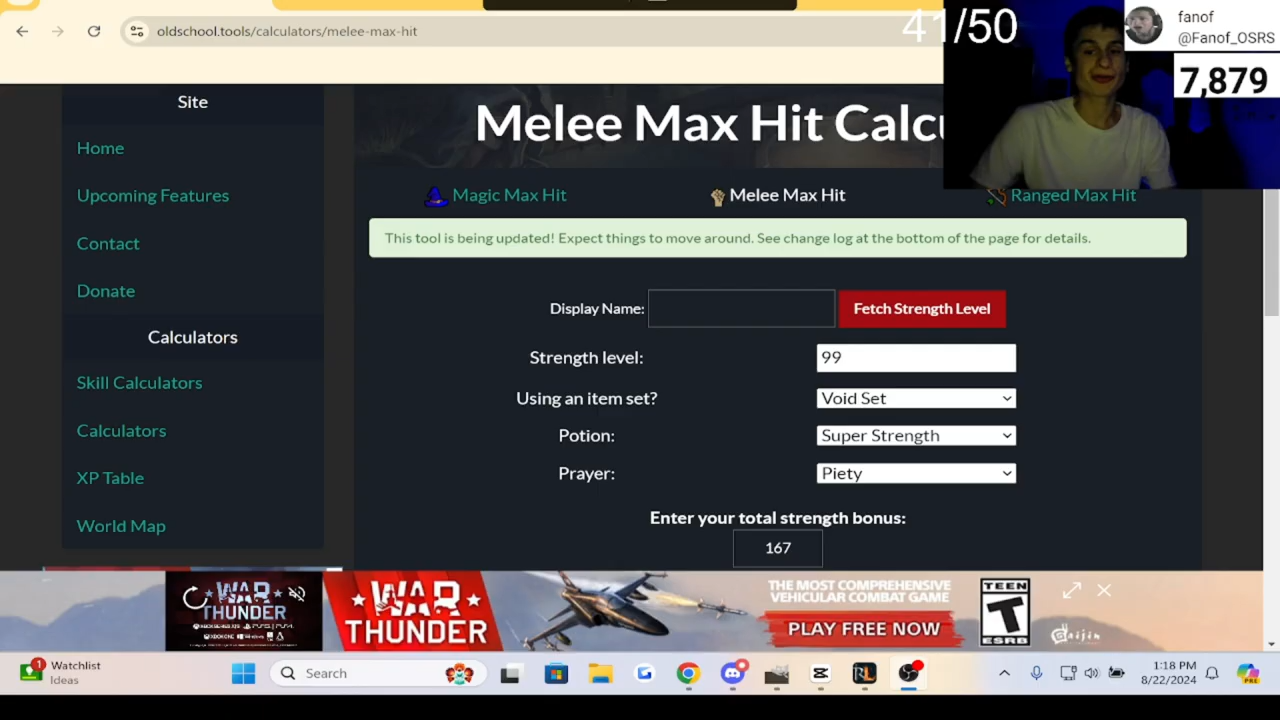 oldschool.tools/calculators/melee-max-hit
41/50
fanof
@Fanof_OSRS
7,879
Site
Home
Upcoming Features
Contact
Donate
Calculators
Skill Calculators
Calculators
XP Table
World Map
Melee Max Hit Calcu
Magic Max Hit
Melee Max Hit
Ranged Max Hit
This tool is being updated! Expect things to move around. See change log at the bottom of the page for details.
Display Name:
Fetch Strength Level
Strength level:
99
Using an item set?
Void Set
Potion:
Super Strength
Prayer:
Piety
Enter your total strength bonus:
167
WAR
THUNDER
WAR
THUNDER
THE MOST COMPREHENSIVE
VEHICULAR COMBAT GAME
PLAY FREE NOW
TEEN
T
ESRB
Gaijin
1
Watchlist
Ideas
Search
RL
PRE
1:18 PM
8/22/2024